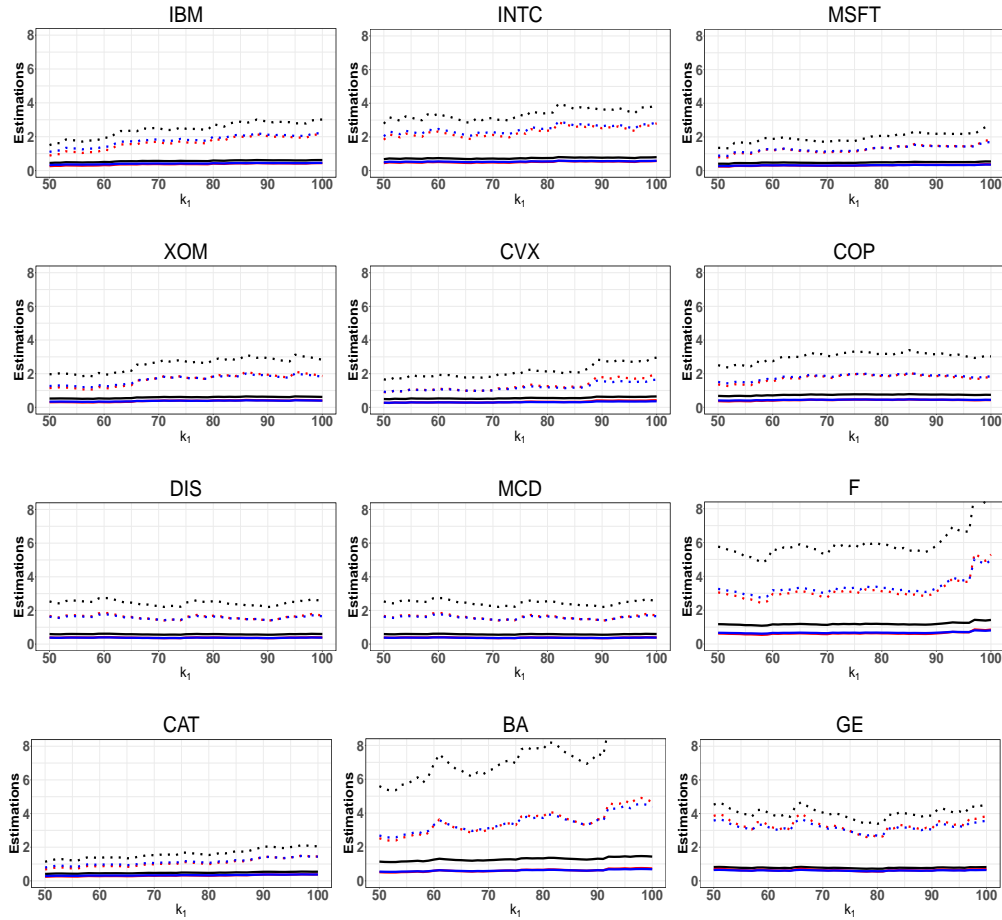 IBM INTC MSFT
Estimations 8 6 4 2 0 Estimations 8 6 4 2 0 Estimations 8 6 4 2 0
50 60 70 80 90 100 50 60 70 80 90 100 50 60 70 80 90 100
k1 k1 k1
XOM CVX COP
Estimations 8 6 4 2 0 Estimations 8 6 4 2 0 Estimations 8 6 4 2 0
50 60 70 80 90 100 50 60 70 80 90 100 50 60 70 80 90 100
k1 k1 k1
DIS MCD F
Estimations 8 6 4 2 0 Estimations 8 6 4 2 0 Estimations 8 6 4 2 0
50 60 70 80 90 100 50 60 70 80 90 100 50 60 70 80 90 100
k1 k1 k1
CAT BA GE
Estimations 8 6 4 2 0 Estimations 8 6 4 2 0 Estimations 8 6 4 2 0
50 60 70 80 90 100 50 60 70 80 90 100 50 60 70 80 90 100
k1 k1 k1